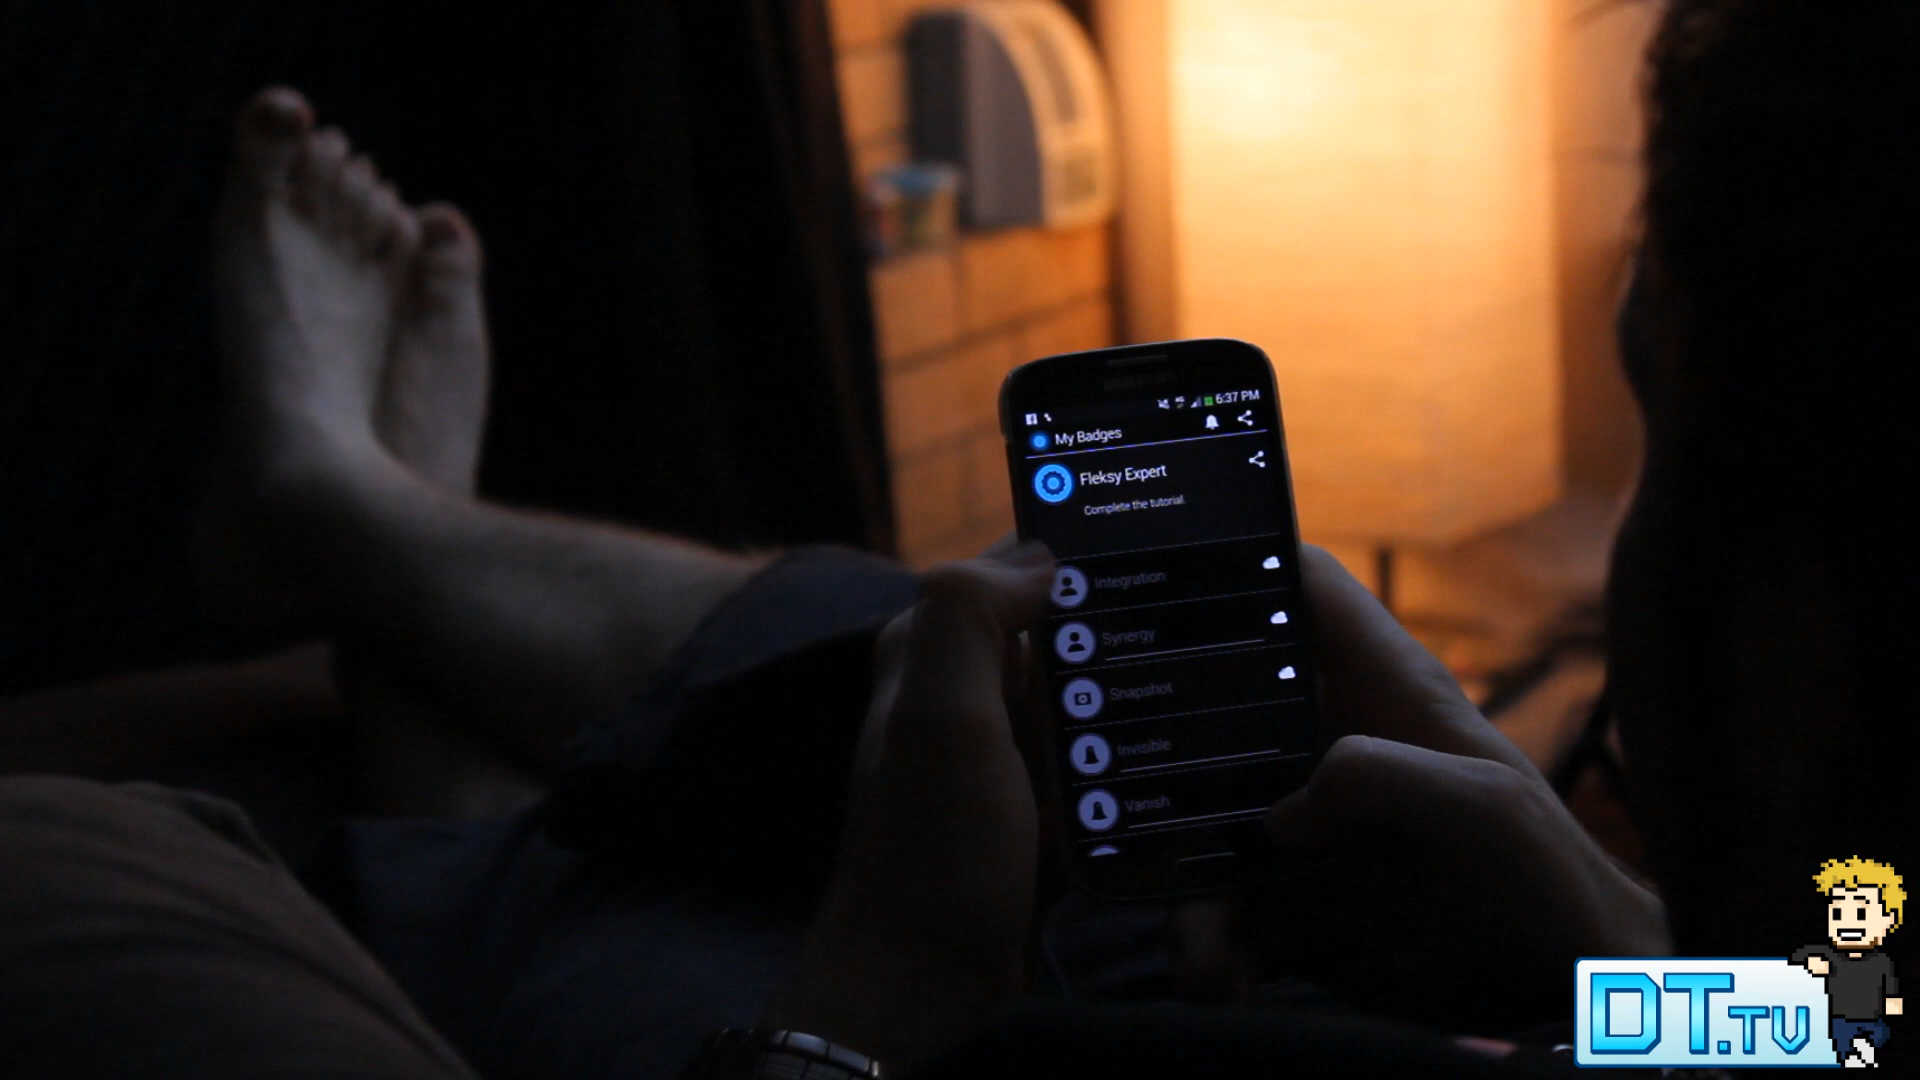 6:37 PM
My Badges
Fleksy Expert
Complete the tutorial.
Integration
Synergy
Snapshot
Invisible
Vanish
DT.TV